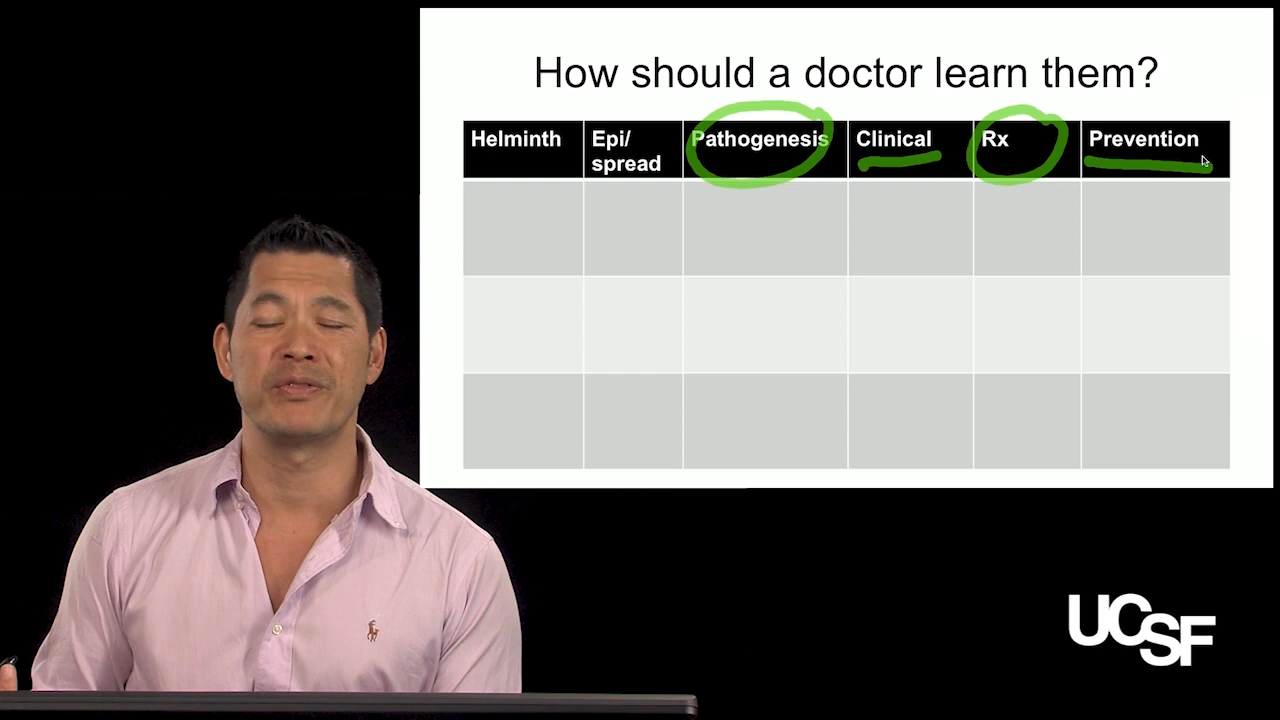 How should a doctor learn them?
Helminth Epi/ Pathogenesis Clinical Rx Prevention
spread
UCSF